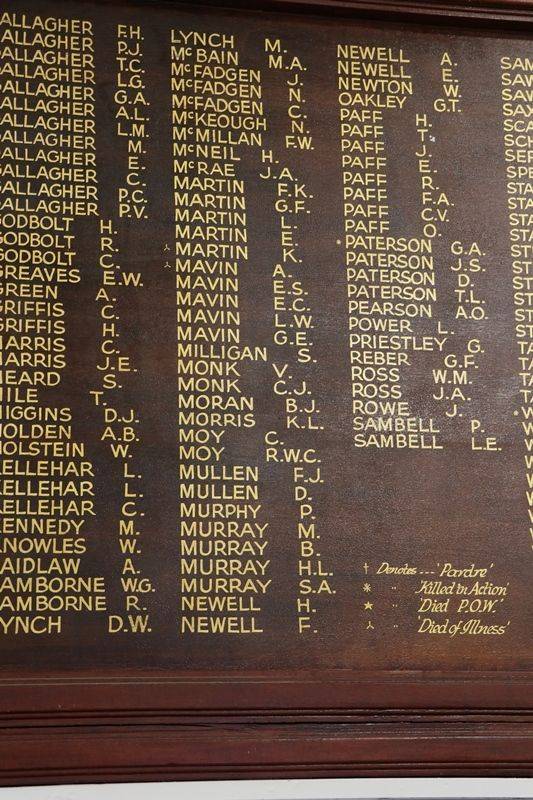 ALLAGHER F.H.
ALLAGHER P.J.
ALLAGHER T.C.
ALLAGHER L.G.
ALLAGHER G.A.
ALLAGHER A.L.
ALLAGHER L.M.
ALLAGHER M.
ALLAGHER E.
ALLAGHER C.
ALLAGHER P.C.
ALLAGHER P.V.
GODBOLT H.
GODBOLT R.
GODBOLT C.
GREAVES E.W.
GREEN A.
GRIFFIS C.
GRIFFIS H.
HARRIS C.
HARRIS J.E.
HEARD S.
HILE T.
HIGGINS D.J.
HOLDEN A.B.
HOLSTEIN W.
KELLEHAR L.
KELLEHAR L.
KELLEHAR C.
KENNEDY M.
KNOWLES W.
LAIDLAW A.
LAMBORNE W.G.
LAMBORNE R.
LYNCH D.W.
LYNCH M.
McBAIN M.A.
McFADGEN J.
McFADGEN N.
McFADGEN C.
McKEOUGH N.
McMILLAN F.W.
McNEIL H.
McRAE J.A.
MARTIN F.K.
MARTIN G.F.
MARTIN L.
MARTIN E.
⅄ MARTIN K.
⅄ MAVIN A.
MAVIN E.S.
MAVIN E.C.
MAVIN L.W.
MAVIN G.E.
MILLIGAN S.
MONK V.
MONK C.J.
MORAN B.J.
MORRIS K.L.
MOY C.
MOY R.W.C.
MULLEN F.J.
MULLEN D.
MURPHY P.
MURRAY M.
MURRAY B.
MURRAY H.L.
MURRAY S.A.
NEWELL H.
NEWELL F.
NEWELL A.
NEWELL E.
NEWTON W.
OAKLEY G.T.
PAFF H.
PAFF T.
PAFF J.
PAFF E.
PAFF R.
PAFF F.A.
PAFF C.V.
PAFF O.
* PATERSON G.A.
PATERSON J.S.
PATERSON D.
PATERSON T.L.
PEARSON A.O.
POWER L.
PRIESTLEY G.
REBER G.F.
ROSS W.M.
ROSS J.A.
ROWE J.
SAMBELL P.
SAMBELL L.E.
† Denotes --- 'Pardre'
* " 'Killed in Action'
★ " 'Died P.O.W.'
⅄ " 'Died of Illness'